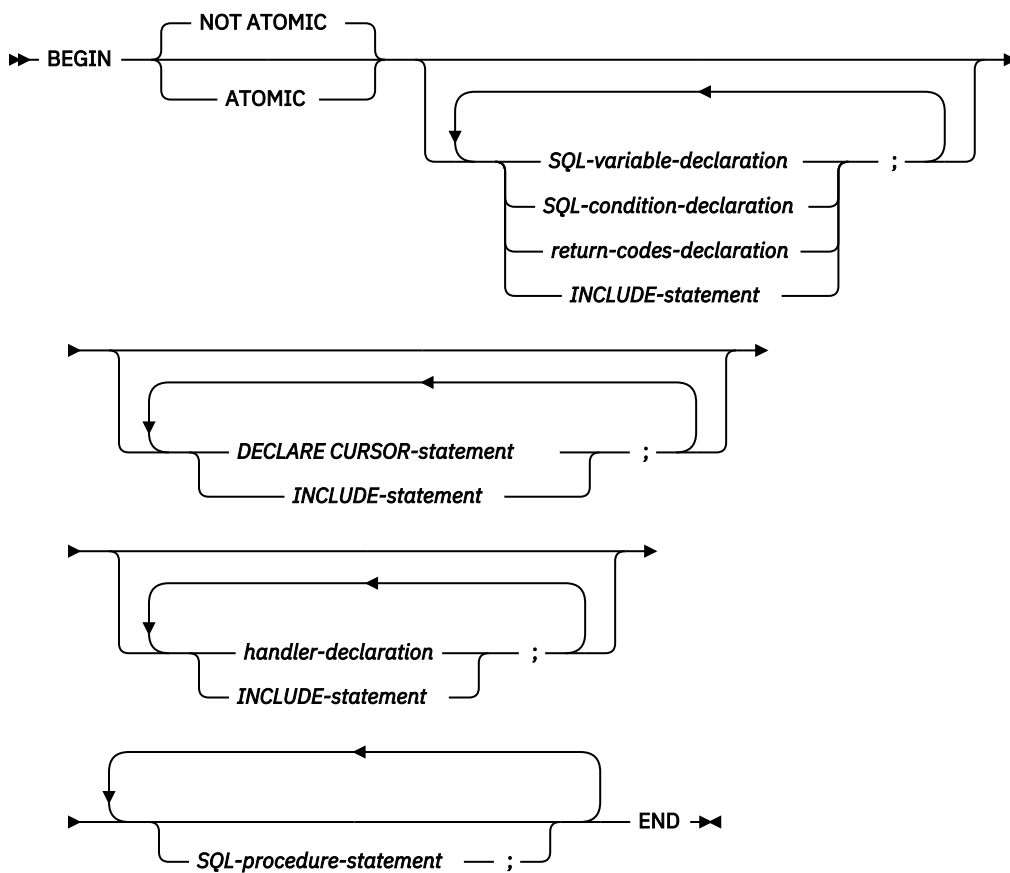 NOT ATOMIC
BEGIN
ATOMIC
SQL-variable-declaration ;
SQL-condition-declaration
return-codes-declaration
INCLUDE-statement
DECLARE CURSOR-statement ;
INCLUDE-statement
handler-declaration ;
INCLUDE-statement
END
SQL-procedure-statement ;